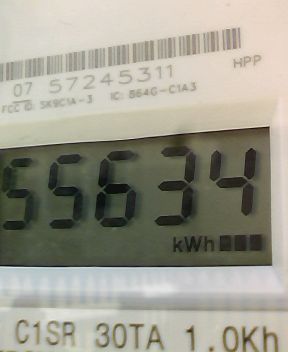 07 57245311
HPP
FCC ID: SK9C1A-3 IC: 864G-C1A3
55634
kWh
C1SR 30TA 1.0Kh